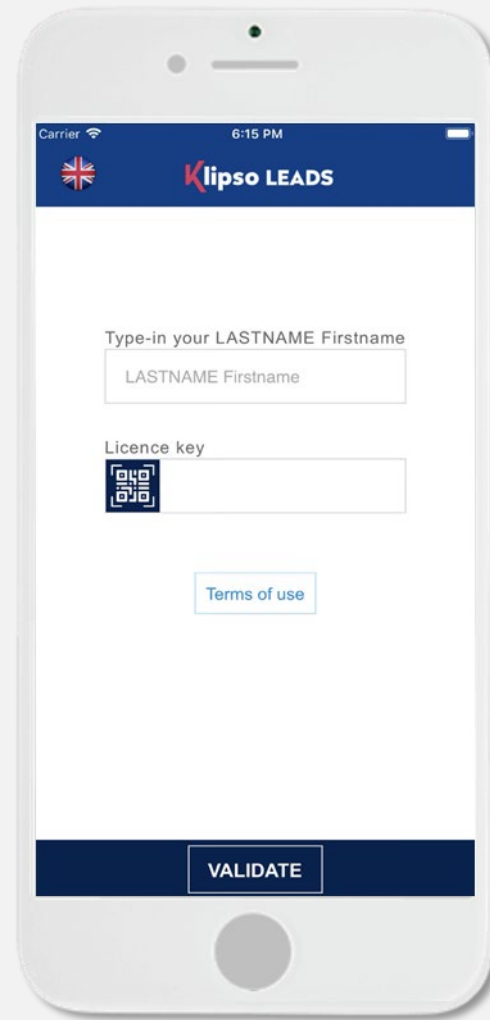 Carrier 6:15 PM
Klipso LEADS
Type-in your LASTNAME Firstname
LASTNAME Firstname
Licence key
Terms of use
VALIDATE